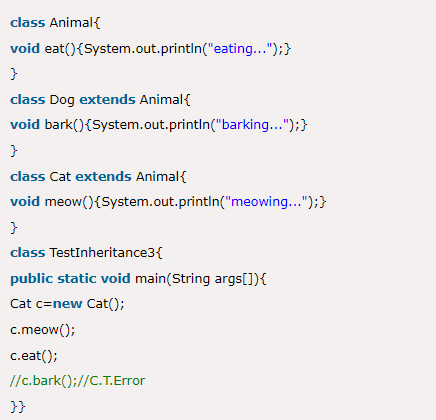 class Animal{
void eat(){System.out.println("eating...");}
}
class Dog extends Animal{
void bark(){System.out.println("barking...");}
}
class Cat extends Animal{
void meow(){System.out.println("meowing...");}
}
class TestInheritance3{
public static void main(String args[]){
Cat c=new Cat();
c.meow();
c.eat();
//c.bark();//C.T.Error
}}